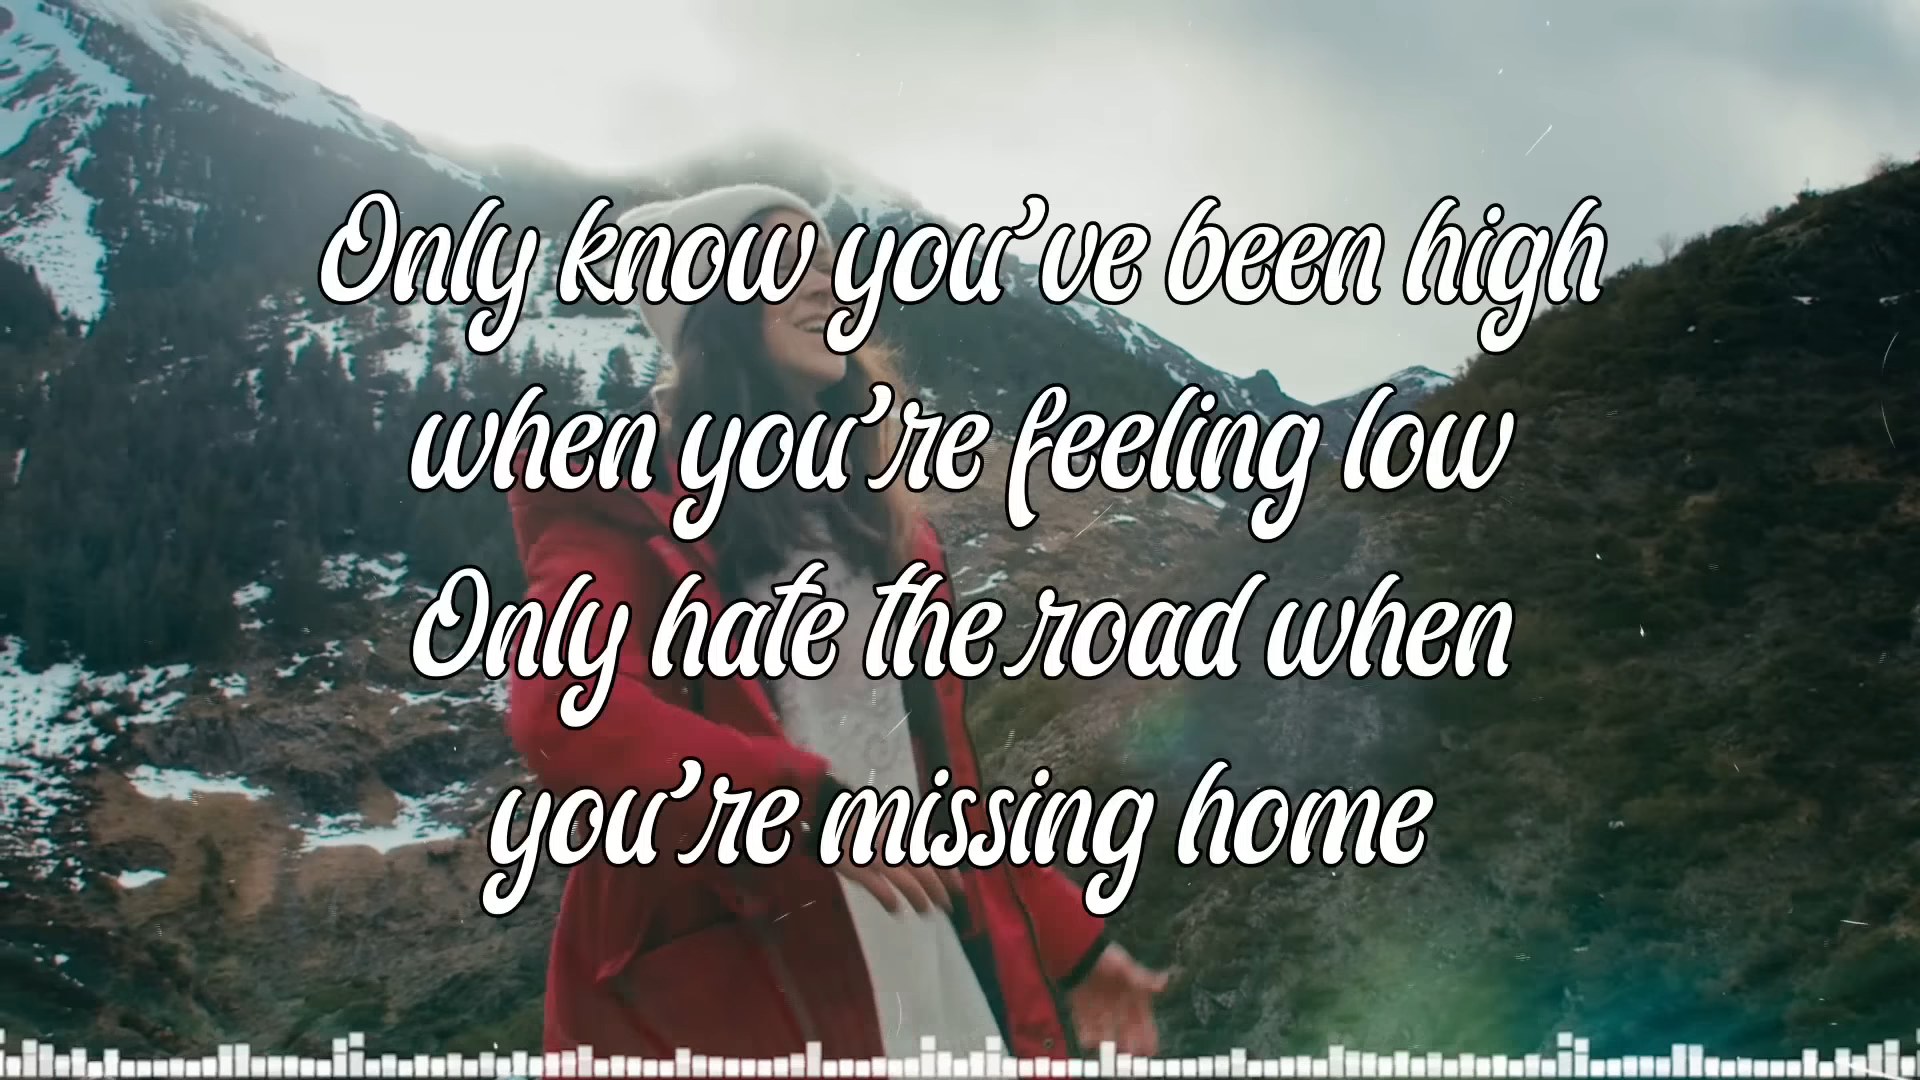 Only know you've been high
when you're feeling low
Only hate the road when
you're missing home